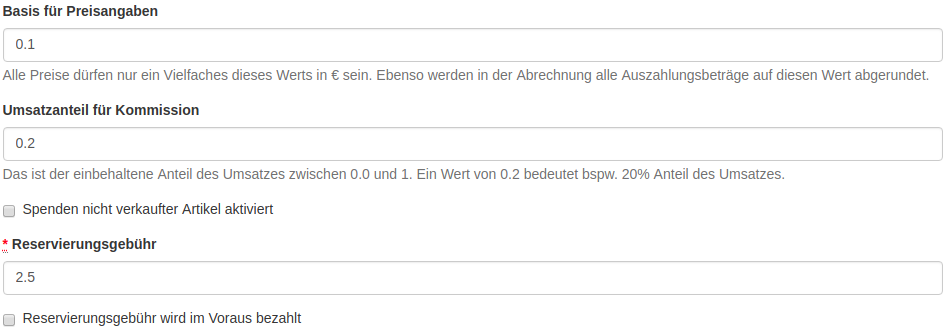 Basis für Preisangaben
0.1
Alle Preise dürfen nur ein Vielfaches dieses Werts in € sein. Ebenso werden in der Abrechnung alle Auszahlungsbeträge auf diesen Wert abgerundet.
Umsatzanteil für Kommission
0.2
Das ist der einbehaltene Anteil des Umsatzes zwischen 0.0 und 1. Ein Wert von 0.2 bedeutet bspw. 20% Anteil des Umsatzes.
Spenden nicht verkaufter Artikel aktiviert
* Reservierungsgebühr
2.5
Reservierungsgebühr wird im Voraus bezahlt